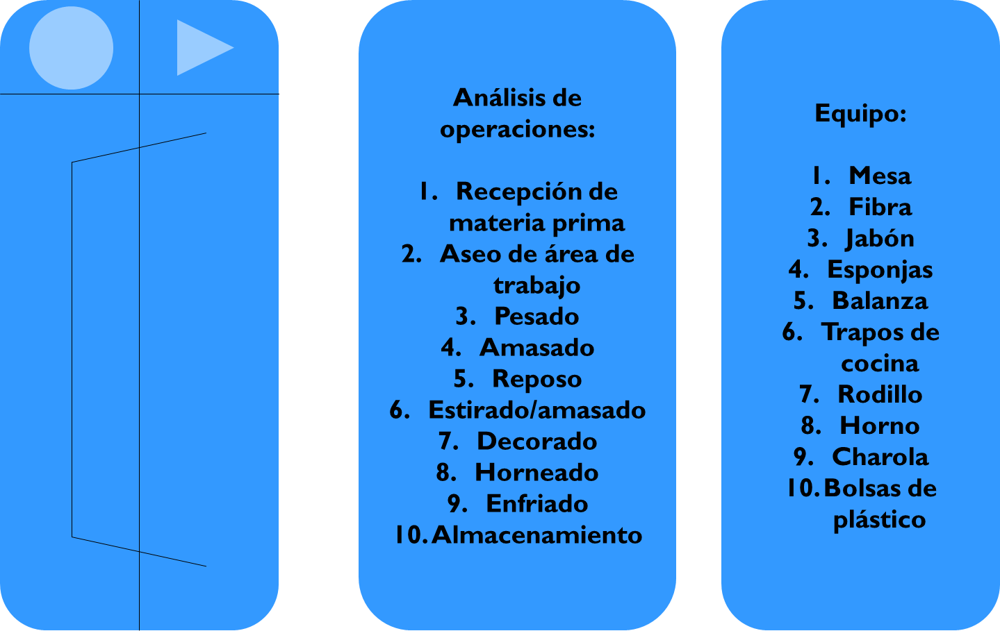 Análisis de
operaciones:
1. Recepción de
materia prima
2. Aseo de área de
trabajo
3. Pesado
4. Amasado
5. Reposo
6. Estirado/amasado
7. Decorado
8. Horneado
9. Enfriado
10. Almacenamiento
Equipo:
1. Mesa
2. Fibra
3. Jabón
4. Esponjas
5. Balanza
6. Trapos de
cocina
7. Rodillo
8. Horno
9. Charola
10. Bolsas de
plástico